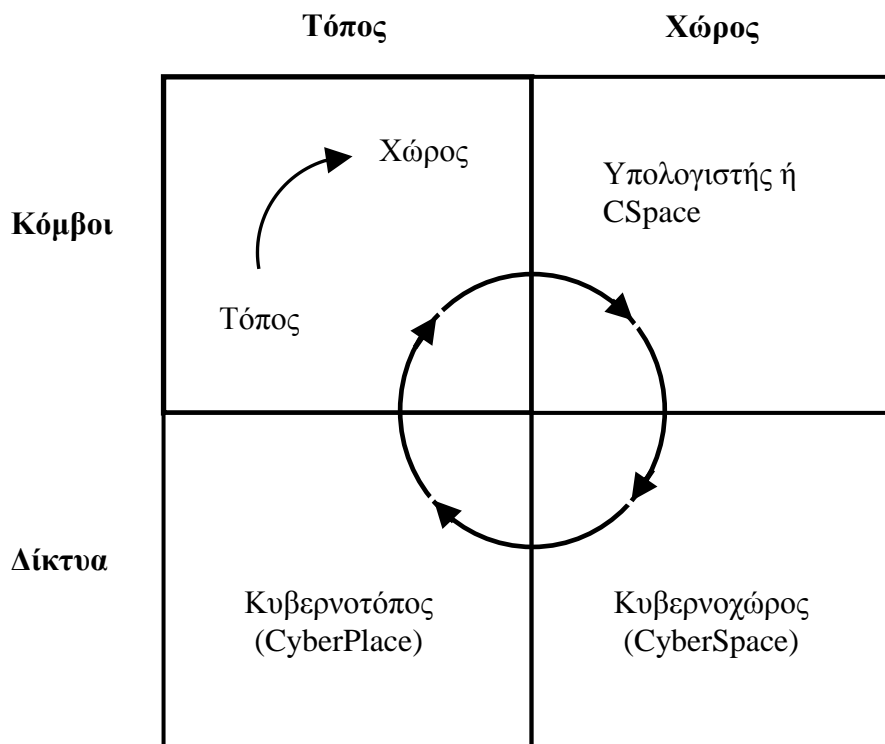 Τόπος
Χώρος
Κόμβοι
Χώρος
Τόπος
Υπολογιστής ή
CSpace
Δίκτυα
Κυβερνοτόπος
(CyberPlace)
Κυβερνοχώρος
(CyberSpace)